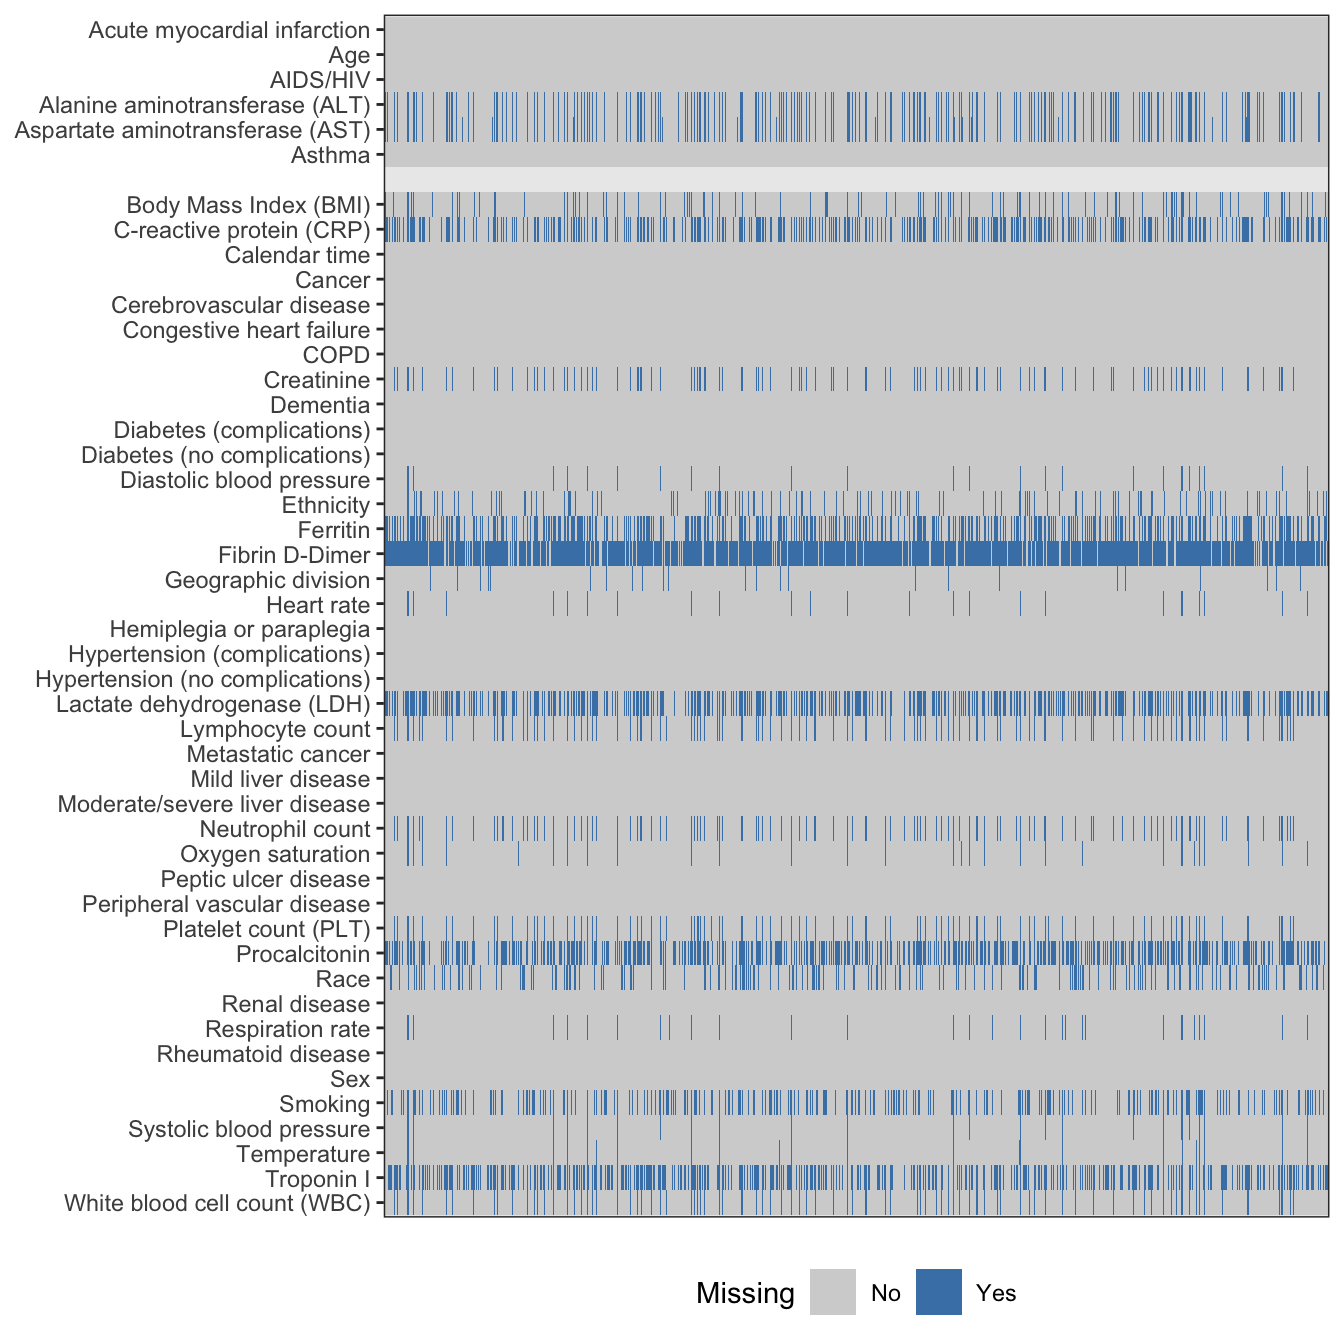 Acute myocardial infarction
Age
AIDS/HIV
Alanine aminotransferase (ALT)
Aspartate aminotransferase (AST)
Asthma
Body Mass Index (BMI)
C-reactive protein (CRP)
Calendar time
Cancer
Cerebrovascular disease
Congestive heart failure
COPD
Creatinine
Dementia
Diabetes (complications)
Diabetes (no complications)
Diastolic blood pressure
Ethnicity
Ferritin
Fibrin D-Dimer
Geographic division
Heart rate
Hemiplegia or paraplegia
Hypertension (complications)
Hypertension (no complications)
Lactate dehydrogenase (LDH)
Lymphocyte count
Metastatic cancer
Mild liver disease
Moderate/severe liver disease
Neutrophil count
Oxygen saturation
Peptic ulcer disease
Peripheral vascular disease
Platelet count (PLT)
Procalcitonin
Race
Renal disease
Respiration rate
Rheumatoid disease
Sex
Smoking
Systolic blood pressure
Temperature
Troponin I
White blood cell count (WBC)
Missing No Yes